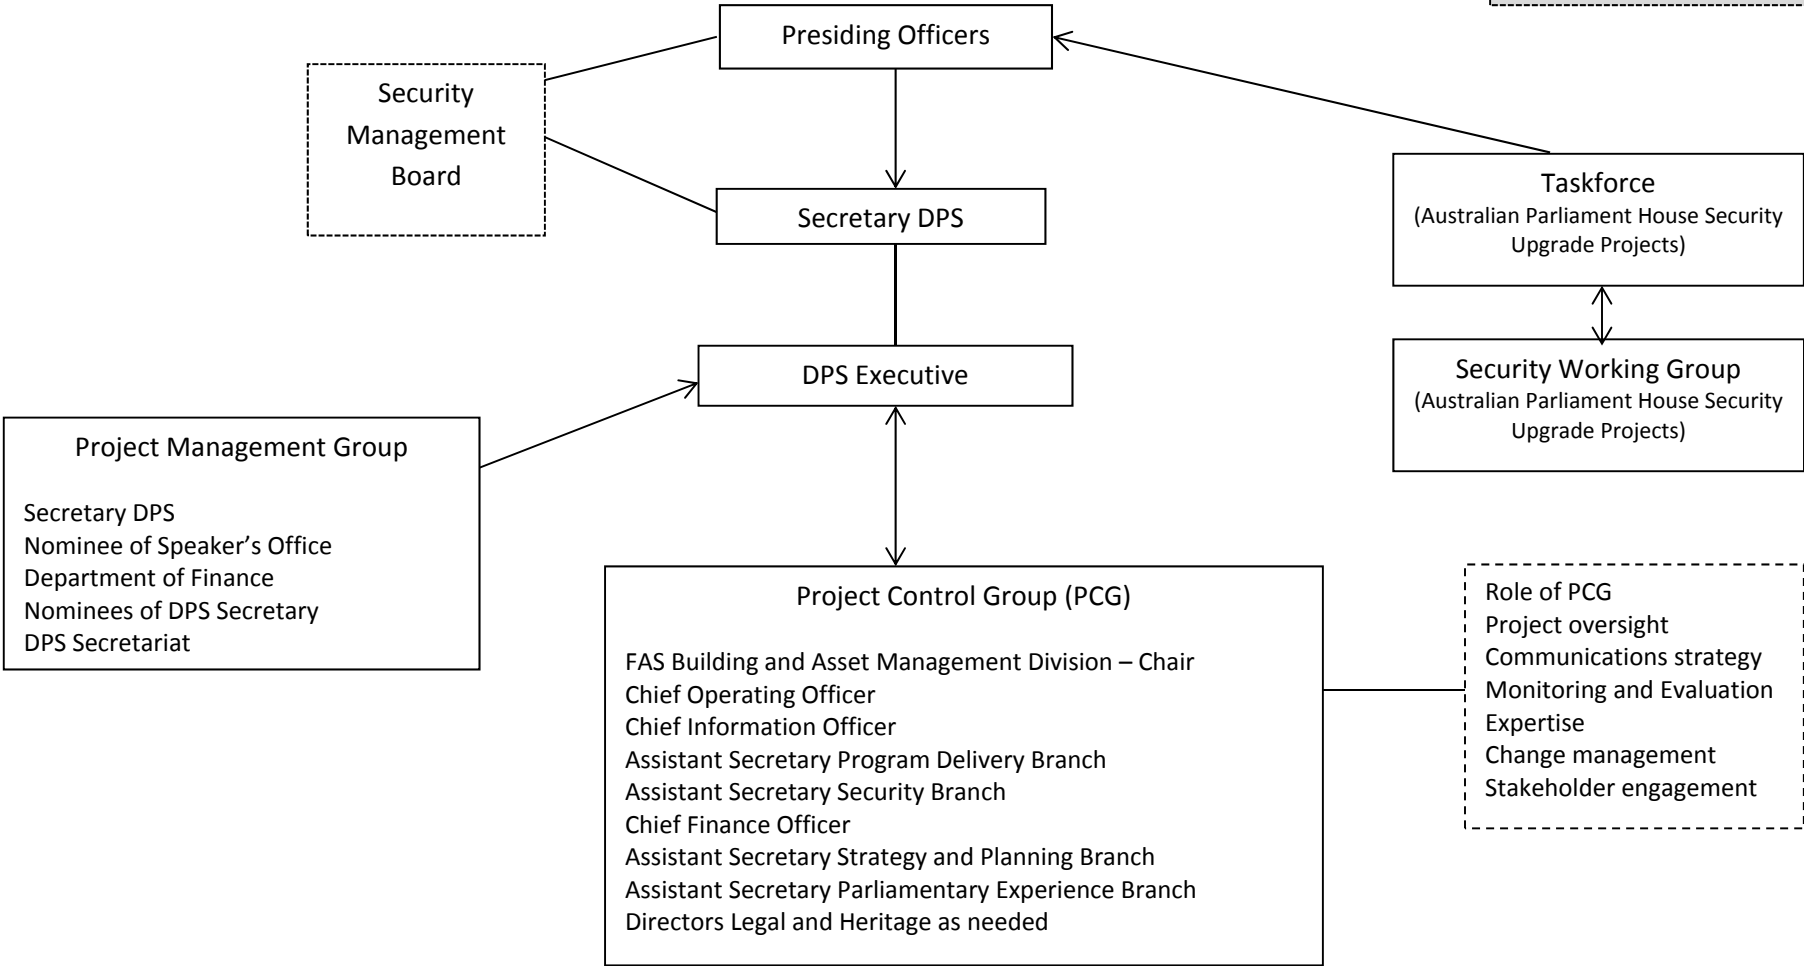 Presiding Officers
Security
Management
Board
Secretary DPS
Taskforce
(Australian Parliament House Security
Upgrade Projects)
DPS Executive
Security Working Group
(Australian Parliament House Security
Upgrade Projects)
Project Management Group
Secretary DPS
Nominee of Speaker’s Office
Department of Finance
Nominees of DPS Secretary
DPS Secretariat
Project Control Group (PCG)
FAS Building and Asset Management Division – Chair
Chief Operating Officer
Chief Information Officer
Assistant Secretary Program Delivery Branch
Assistant Secretary Security Branch
Chief Finance Officer
Assistant Secretary Strategy and Planning Branch
Assistant Secretary Parliamentary Experience Branch
Directors Legal and Heritage as needed
Role of PCG
Project oversight
Communications strategy
Monitoring and Evaluation
Expertise
Change management
Stakeholder engagement